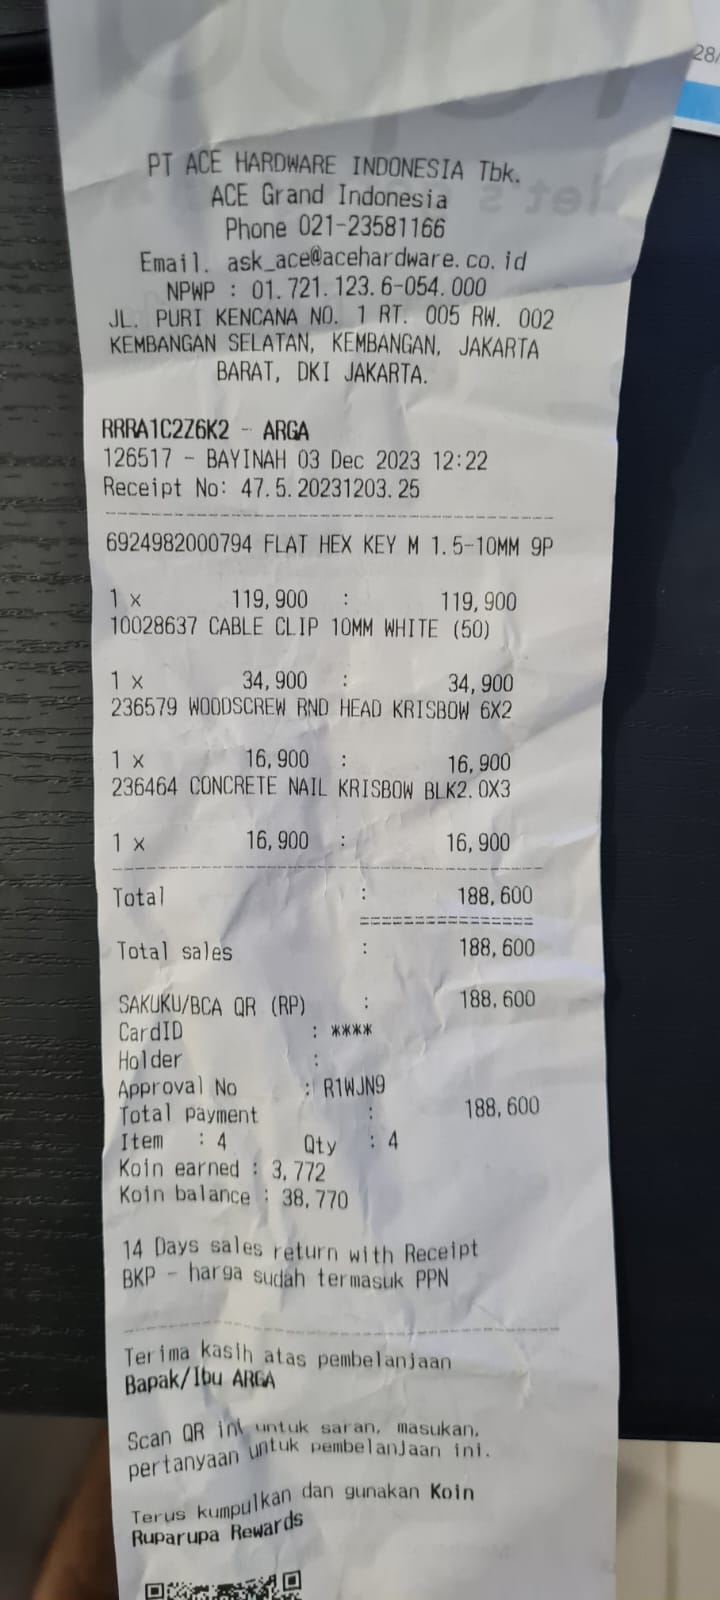 28/
PT ACE HARDWARE INDONESIA Tbk.
ACE Grand Indonesia
Phone 021-23581166
Email. ask_ace@acehardware.co.id
NPWP : 01.721.123.6-054.000
JL. PURI KENCANA NO. 1 RT. 005 RW. 002
KEMBANGAN SELATAN, KEMBANGAN, JAKARTA
BARAT, DKI JAKARTA.
RRRA1C2Z6K2 - ARGA
126517 - BAYINAH 03 Dec 2023 12:22
Receipt No: 47.5.20231203.25
6924982000794 FLAT HEX KEY M 1.5-10MM 9P
1 x 119,900 : 119,900
10028637 CABLE CLIP 10MM WHITE (50)
1 x 34,900 : 34,900
236579 WOODSCREW RND HEAD KRISBOW 6X2
1 x 16,900 : 16,900
236464 CONCRETE NAIL KRISBOW BLK2.0X3
1 x 16,900 : 16,900
Total : 188,600
Total sales : 188,600
SAKUKU/BCA QR (RP) : 188,600
CardID : ****
Holder :
Approval No : R1WJN9
Total payment : 188,600
Item : 4 Qty : 4
Koin earned : 3,772
Koin balance : 38,770
14 Days sales return with Receipt
BKP - harga sudah termasuk PPN
Terima kasih atas pembelanjaan
Bapak/Ibu ARGA
Scan QR ini untuk saran, masukan,
pertanyaan untuk pembelanjaan ini.
Terus kumpulkan dan gunakan Koin
Ruparupa Rewards